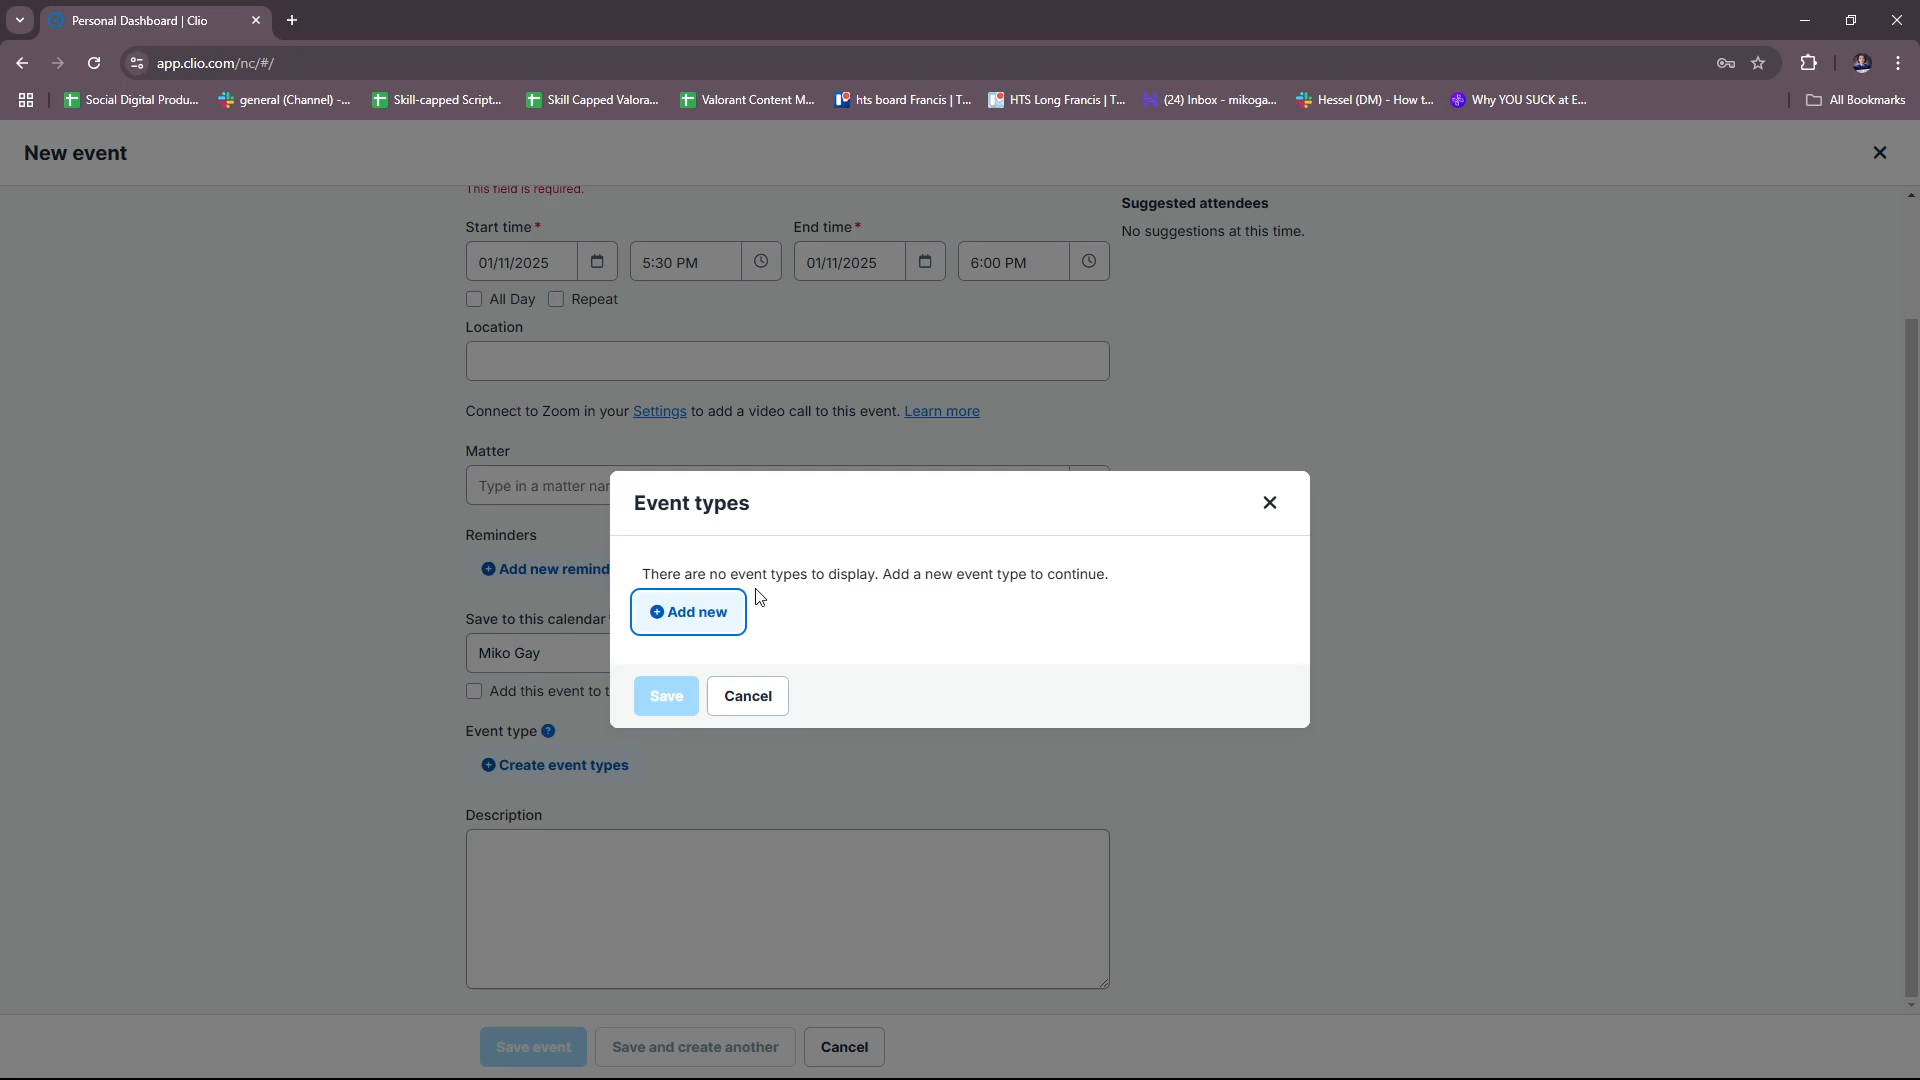 Personal Dashboard | Clio
app.clio.com/nc/#/
Social Digital Produ...
general (Channel) -...
Skill-capped Script...
Skill Capped Valora...
Valorant Content M...
hts board Francis | T...
HTS Long Francis | T...
(24) Inbox - mikoga...
Hessel (DM) - How t...
Why YOU SUCK at E...
All Bookmarks
New event
This field is required.
Suggested attendees
No suggestions at this time.
Start time*
End time*
01/11/2025
5:30 PM
01/11/2025
6:00 PM
All Day
Repeat
Location
Connect to Zoom in your Settings to add a video call to this event. Learn more
Matter
Type in a matter nar
Event types
There are no event types to display. Add a new event type to continue.
Add new
Save
Cancel
Reminders
Add new remind
Save to this calendar
Miko Gay
Add this event to t
Event type ?
Create event types
Description
Save event
Save and create another
Cancel